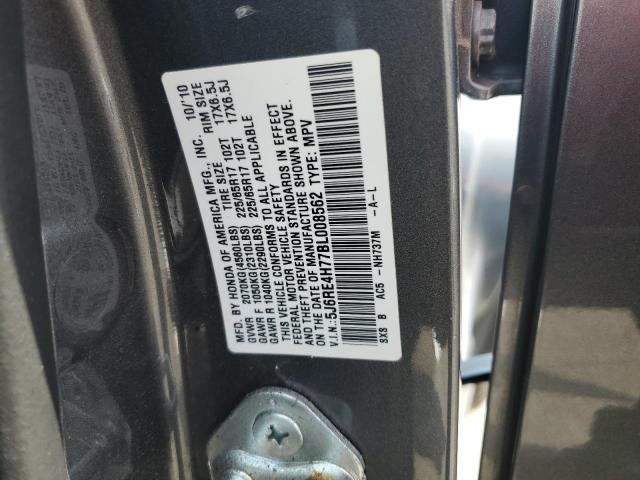 MFD. BY HONDA OF AMERICA MFG., INC. 10/'10
TIRE SIZE RIM SIZE
GVWR 2070KG(4560LBS) 225/65R17 102T 17X6.5J
GAWR F 1050KG(2310LBS) 225/65R17 102T 17X6.5J
GAWR R 1040KG(2290LBS)
THIS VEHICLE CONFORMS TO ALL APPLICABLE
FEDERAL MOTOR VEHICLE SAFETY
AND THEFT PREVENTION STANDARDS IN EFFECT
ON THE DATE OF MANUFACTURE SHOWN ABOVE.
V.I.N.: 5J6RE4H77BL008562 TYPE: MPV
SX8 B AC5 -NH737M -A-L